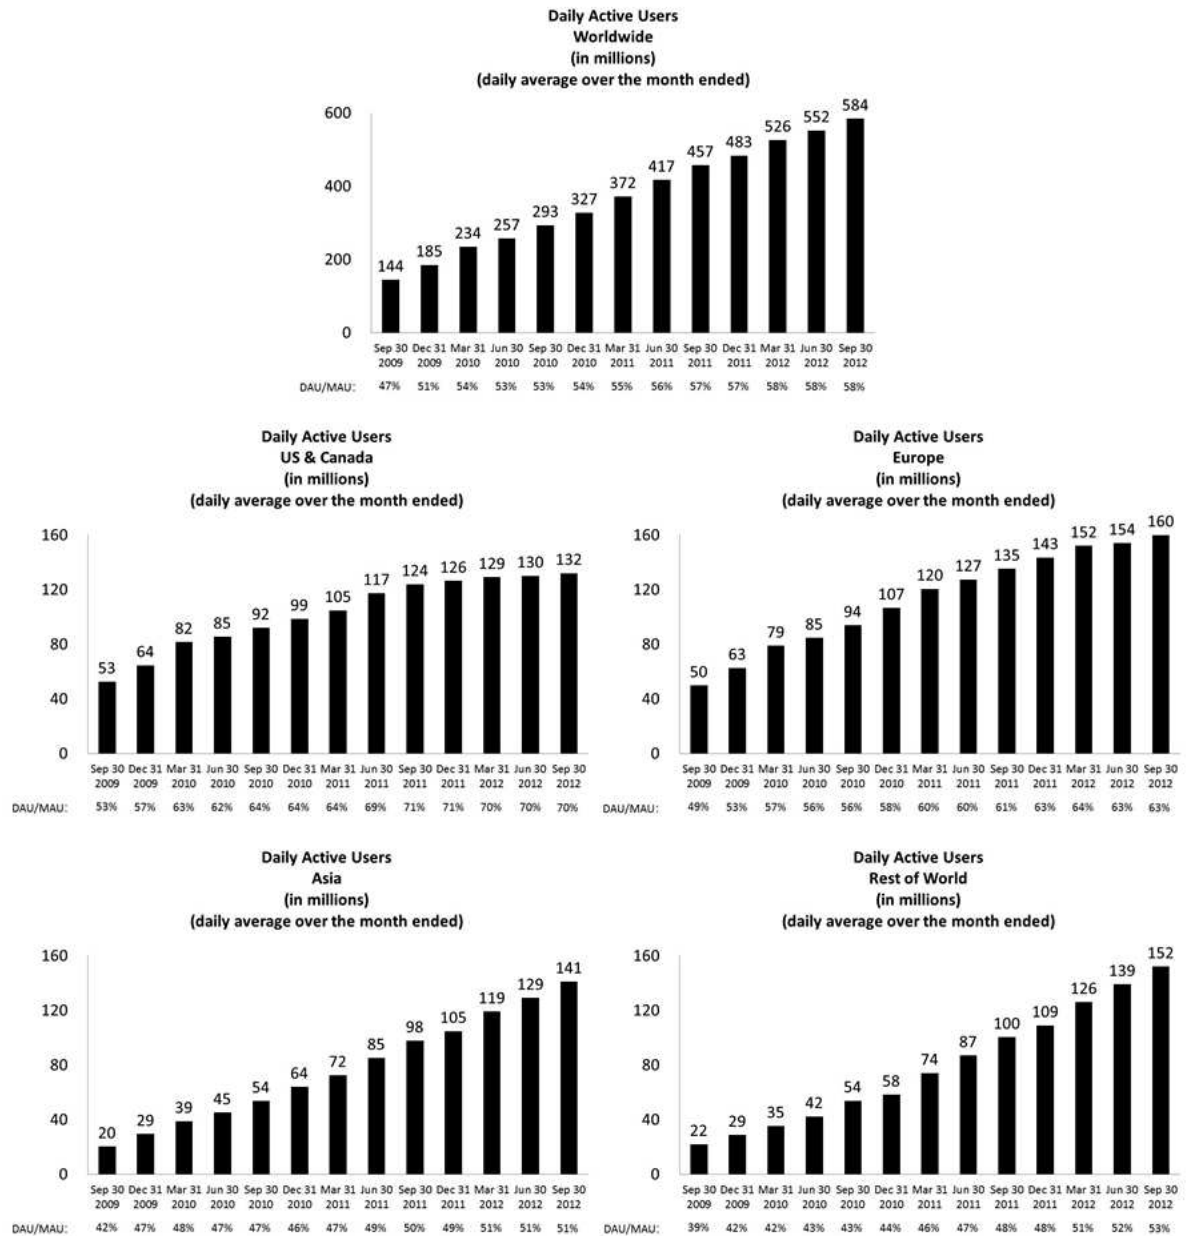 Daily Active Users
Worldwide
(in millions)
(daily average over the month ended)
600
400
200
0
144 185 234 257 293 327 372 417 457 483 526 552 584
Sep 30 Dec 31 Mar 31 Jun 30 Sep 30 Dec 31 Mar 31 Jun 30 Sep 30 Dec 31 Mar 31 Jun 30 Sep 30
2009 2009 2010 2010 2010 2010 2011 2011 2011 2011 2012 2012 2012
DAU/MAU: 47% 51% 54% 53% 53% 54% 55% 56% 57% 57% 58% 58% 58%
Daily Active Users
US & Canada
(in millions)
(daily average over the month ended)
160
120
80
40
0
53 64 82 85 92 99 105 117 124 126 129 130 132
Sep 30 Dec 31 Mar 31 Jun 30 Sep 30 Dec 31 Mar 31 Jun 30 Sep 30 Dec 31 Mar 31 Jun 30 Sep 30
2009 2009 2010 2010 2010 2010 2011 2011 2011 2011 2012 2012 2012
DAU/MAU: 53% 57% 63% 62% 64% 64% 64% 69% 71% 71% 70% 70% 70%
Daily Active Users
Europe
(in millions)
(daily average over the month ended)
160
120
80
40
0
50 63 79 85 94 107 120 127 135 143 152 154 160
Sep 30 Dec 31 Mar 31 Jun 30 Sep 30 Dec 31 Mar 31 Jun 30 Sep 30 Dec 31 Mar 31 Jun 30 Sep 30
2009 2009 2010 2010 2010 2010 2011 2011 2011 2011 2012 2012 2012
DAU/MAU: 49% 53% 57% 56% 56% 58% 60% 60% 61% 63% 64% 63% 63%
Daily Active Users
Asia
(in millions)
(daily average over the month ended)
160
120
80
40
0
20 29 39 45 54 64 72 85 98 105 119 129 141
Sep 30 Dec 31 Mar 31 Jun 30 Sep 30 Dec 31 Mar 31 Jun 30 Sep 30 Dec 31 Mar 31 Jun 30 Sep 30
2009 2009 2010 2010 2010 2010 2011 2011 2011 2011 2012 2012 2012
DAU/MAU: 42% 47% 48% 47% 47% 46% 47% 49% 50% 49% 51% 51% 51%
Daily Active Users
Rest of World
(in millions)
(daily average over the month ended)
160
120
80
40
0
22 29 35 42 54 58 74 87 100 109 126 139 152
Sep 30 Dec 31 Mar 31 Jun 30 Sep 30 Dec 31 Mar 31 Jun 30 Sep 30 Dec 31 Mar 31 Jun 30 Sep 30
2009 2009 2010 2010 2010 2010 2011 2011 2011 2011 2012 2012 2012
DAU/MAU: 39% 42% 42% 43% 43% 44% 46% 47% 48% 48% 51% 52% 53%